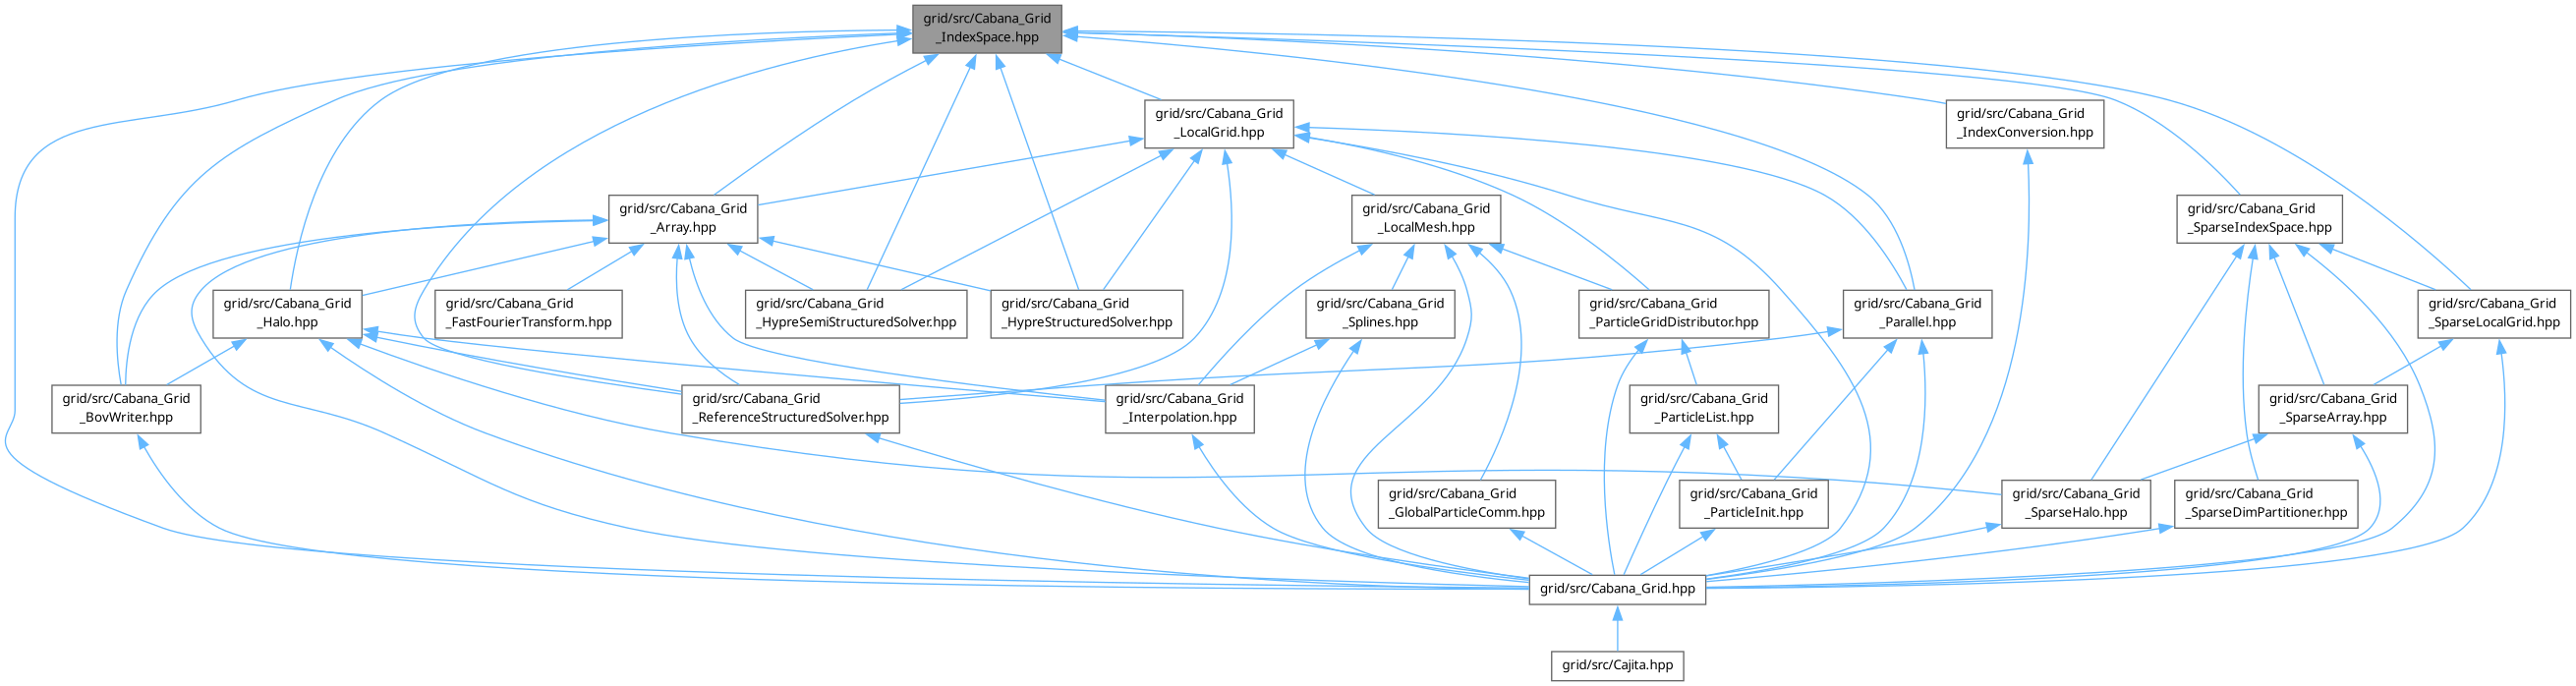 grid/src/Cabana_Grid
_IndexSpace.hpp
grid/src/Cabana_Grid
_LocalGrid.hpp
grid/src/Cabana_Grid
_IndexConversion.hpp
grid/src/Cabana_Grid
_Array.hpp
grid/src/Cabana_Grid
_LocalMesh.hpp
grid/src/Cabana_Grid
_SparseIndexSpace.hpp
grid/src/Cabana_Grid
_Halo.hpp
grid/src/Cabana_Grid
_FastFourierTransform.hpp
grid/src/Cabana_Grid
_HypreSemiStructuredSolver.hpp
grid/src/Cabana_Grid
_HypreStructuredSolver.hpp
grid/src/Cabana_Grid
_Splines.hpp
grid/src/Cabana_Grid
_ParticleGridDistributor.hpp
grid/src/Cabana_Grid
_Parallel.hpp
grid/src/Cabana_Grid
_SparseLocalGrid.hpp
grid/src/Cabana_Grid
_BovWriter.hpp
grid/src/Cabana_Grid
_ReferenceStructuredSolver.hpp
grid/src/Cabana_Grid
_Interpolation.hpp
grid/src/Cabana_Grid
_ParticleList.hpp
grid/src/Cabana_Grid
_SparseArray.hpp
grid/src/Cabana_Grid
_GlobalParticleComm.hpp
grid/src/Cabana_Grid
_ParticleInit.hpp
grid/src/Cabana_Grid
_SparseHalo.hpp
grid/src/Cabana_Grid
_SparseDimPartitioner.hpp
grid/src/Cabana_Grid.hpp
grid/src/Cajita.hpp